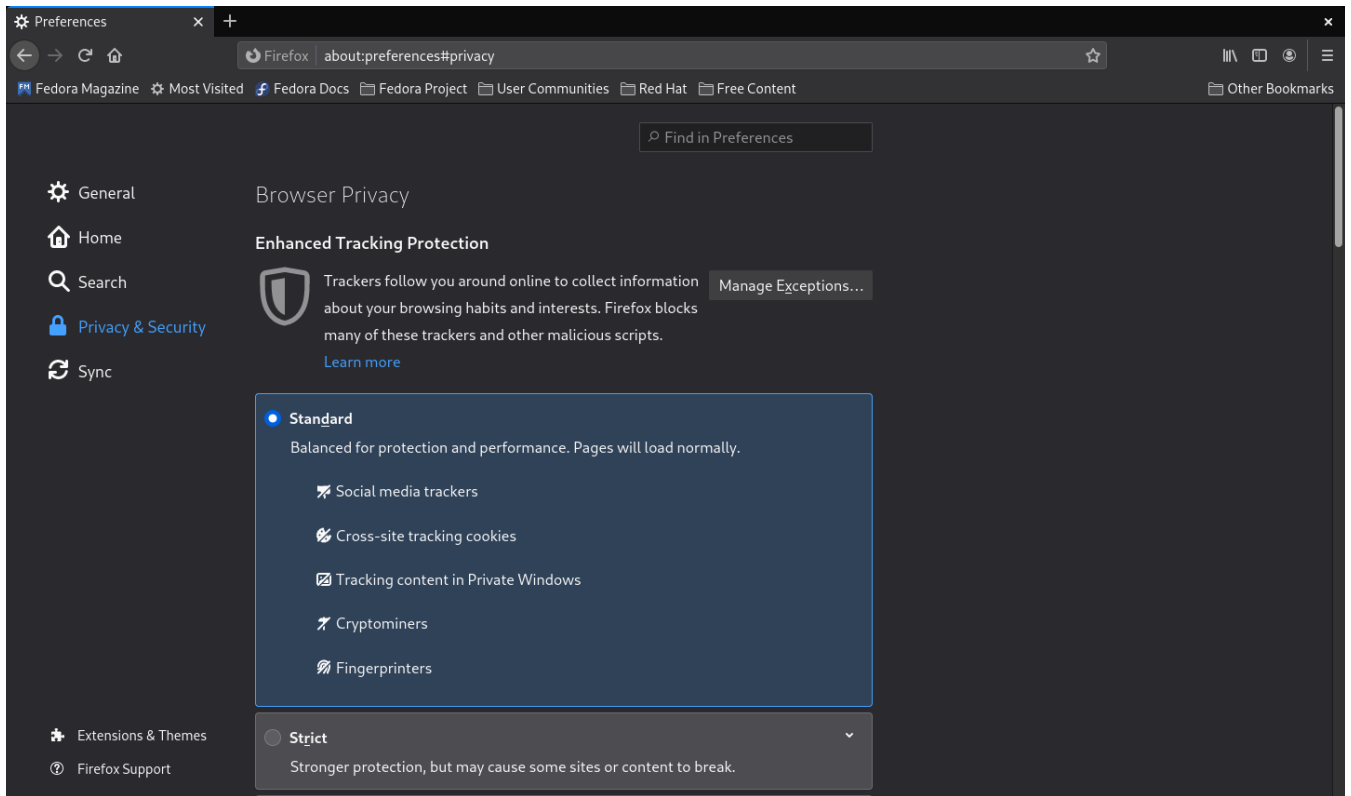 Preferences
Firefox about:preferences#privacy
Fedora Magazine Most Visited Fedora Docs Fedora Project User Communities Red Hat Free Content Other Bookmarks
Find in Preferences
General
Home
Search
Privacy & Security
Sync
Extensions & Themes
Firefox Support
Browser Privacy
Enhanced Tracking Protection
Trackers follow you around online to collect information
about your browsing habits and interests. Firefox blocks
many of these trackers and other malicious scripts.
Learn more
Manage Exceptions...
Standard
Balanced for protection and performance. Pages will load normally.
Social media trackers
Cross-site tracking cookies
Tracking content in Private Windows
Cryptominers
Fingerprinters
Strict
Stronger protection, but may cause some sites or content to break.